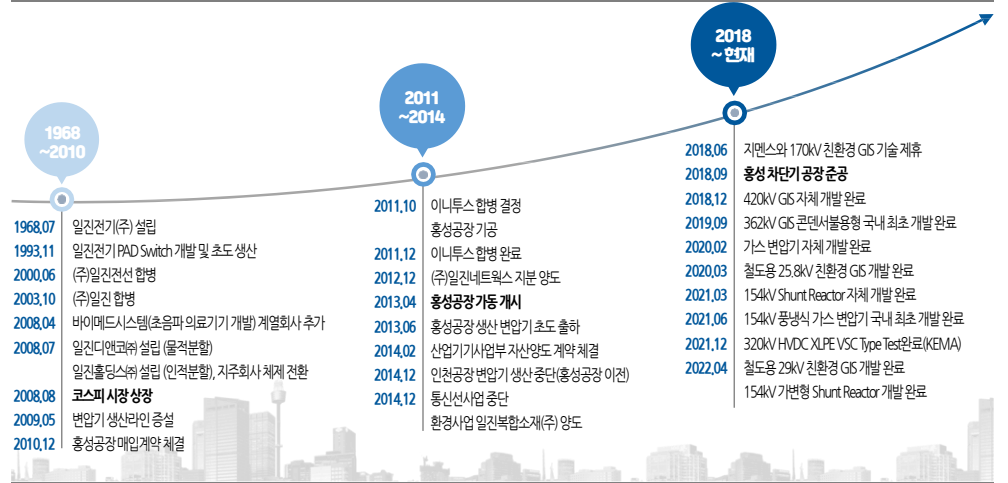 1968
~2010
1968.07 일진전기(주) 설립
1993.11 일진전기 PAD Switch 개발 및 초도 생산
2000.06 (주)일진전선 합병
2003.10 (주)일진 합병
2008.04 바이메드시스템(초음파 의료기기 개발) 계열회사 추가
2008.07 일진디앤코㈜ 설립 (물적분할)
일진홀딩스㈜ 설립 (인적분할), 지주회사 체제 전환
2008.08 코스피 시장 상장
2009.05 변압기 생산라인 증설
2010.12 홍성공장 매입계약 체결
2011
~2014
2011.10 이니투스 합병 결정
홍성공장 기공
2011.12 이니투스 합병 완료
2012.12 (주)일진네트웍스 지분 양도
2013.04 홍성공장 가동 개시
2013.06 홍성공장 생산 변압기 초도 출하
2014.02 산업기기사업부 자산양도 계약 체결
2014.12 인천공장 변압기 생산 중단(홍성공장 이전)
2014.12 통신선사업 중단
환경사업 일진복합소재(주) 양도
2018
~ 현재
2018.06 지멘스와 170kV 친환경 GIS 기술 제휴
2018.09 홍성 차단기 공장 준공
2018.12 420kV GIS 자체 개발 완료
2019.09 362kV GIS 콘덴서불용형 국내 최초 개발 완료
2020.02 가스 변압기 자체 개발 완료
2020.03 철도용 25.8kV 친환경 GIS 개발 완료
2021.03 154kV Shunt Reactor 자체 개발 완료
2021.06 154kV 풍냉식 가스 변압기 국내 최초 개발 완료
2021.12 320kV HVDC XLPE VSC Type Test완료(KEMA)
2022.04 철도용 29kV 친환경 GIS 개발 완료
154kV 가변형 Shunt Reactor 개발 완료